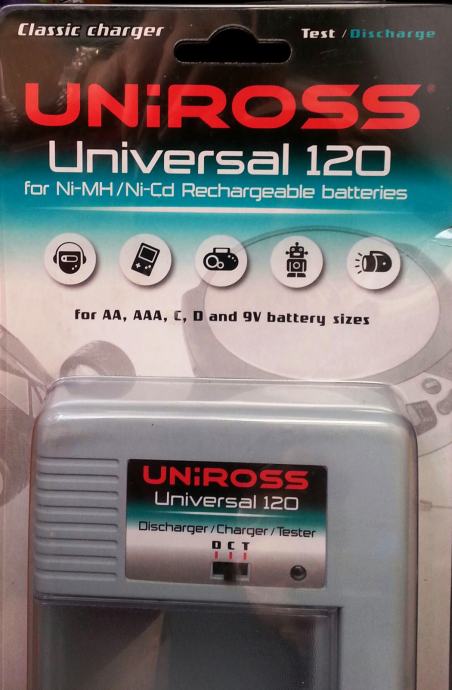 Classic charger
Test / Discharge
UNiROSS®
Universal 120
for Ni-MH/Ni-Cd Rechargeable batteries
for AA, AAA, C, D and 9V battery sizes
UNiROSS
Universal 120
Discharger/Charger/Tester
D C T